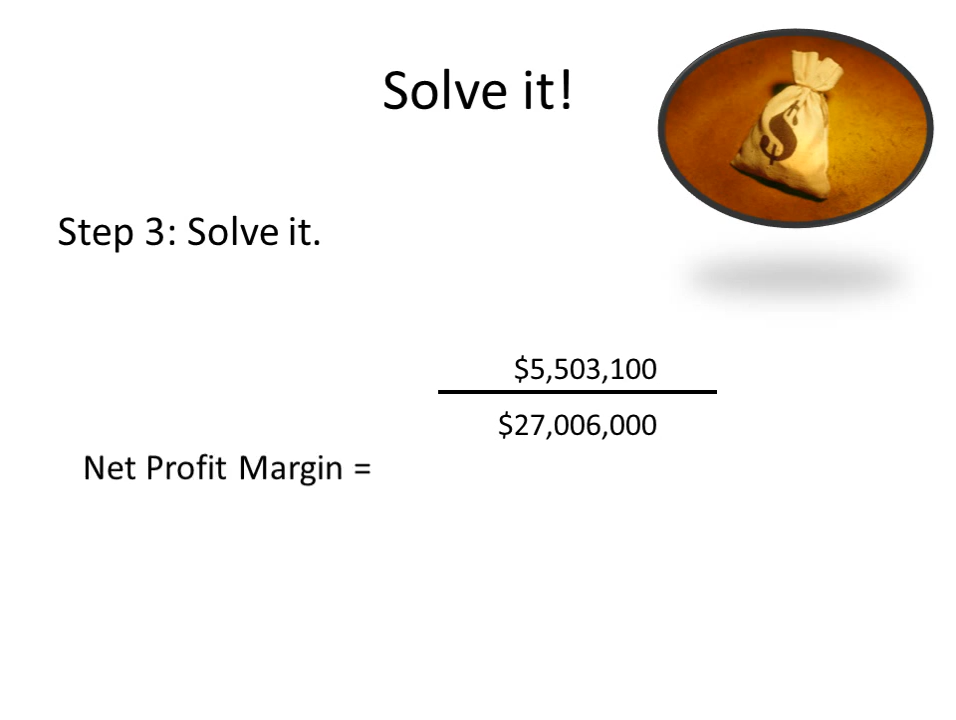 Solve it!
$
Step 3: Solve it.
$5,503,100
$27,006,000
Net Profit Margin =